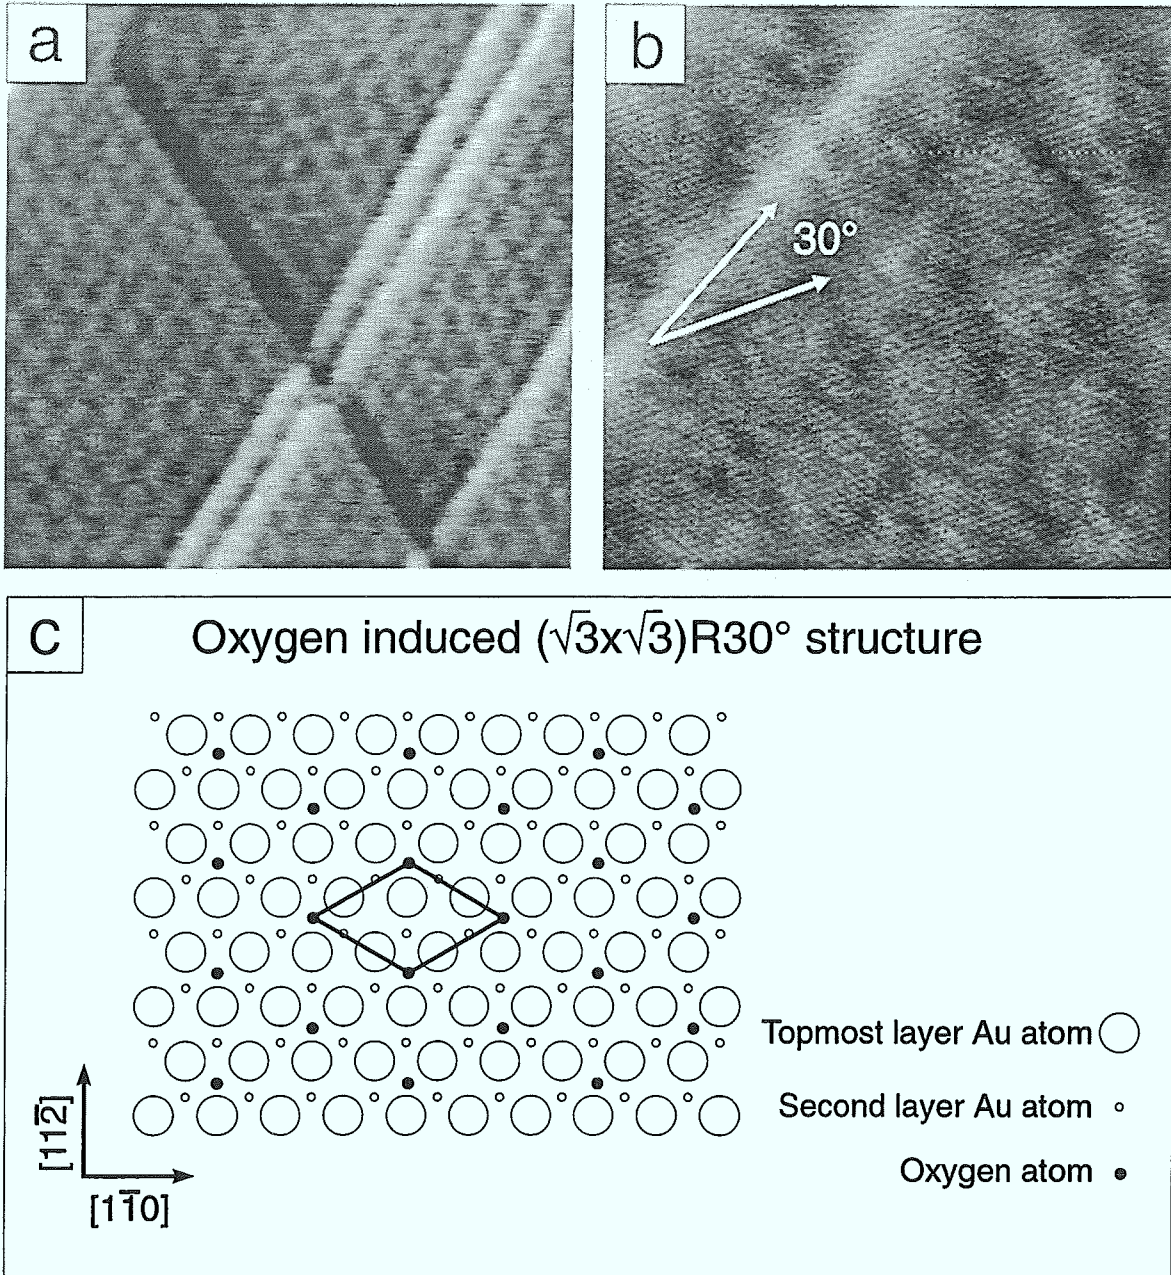 a
b
30°
c
Oxygen induced (√3x√3)R30° structure
Topmost layer Au atom
Second layer Au atom
Oxygen atom
[112̅]
[11̅0]